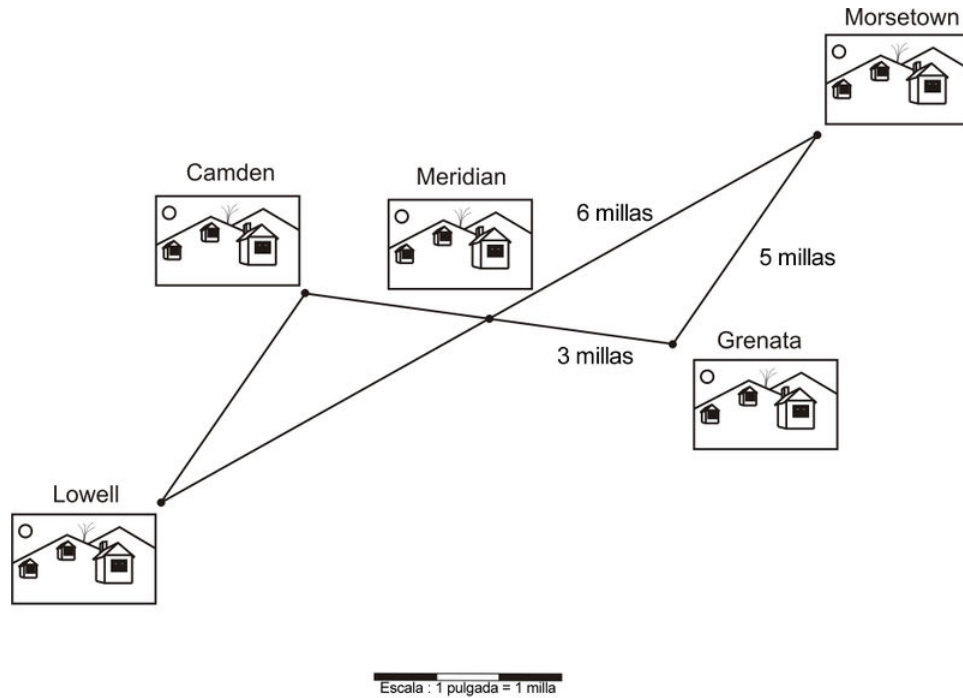 Morsetown
Camden
Meridian
6 millas
5 millas
Grenata
3 millas
Lowell
Escala : 1 pulgada = 1 milla